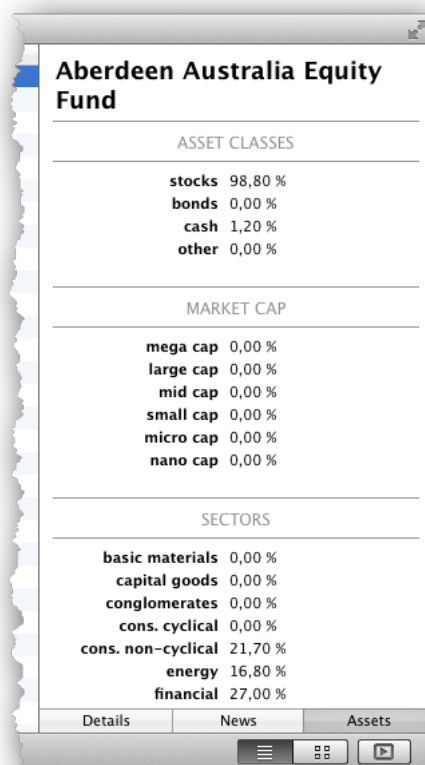 Aberdeen Australia Equity
Fund
ASSET CLASSES
stocks 98,80 %
bonds 0,00 %
cash 1,20 %
other 0,00 %
MARKET CAP
mega cap 0,00 %
large cap 0,00 %
mid cap 0,00 %
small cap 0,00 %
micro cap 0,00 %
nano cap 0,00 %
SECTORS
basic materials 0,00 %
capital goods 0,00 %
conglomerates 0,00 %
cons. cyclical 0,00 %
cons. non-cyclical 21,70 %
energy 16,80 %
financial 27,00 %
Details News Assets